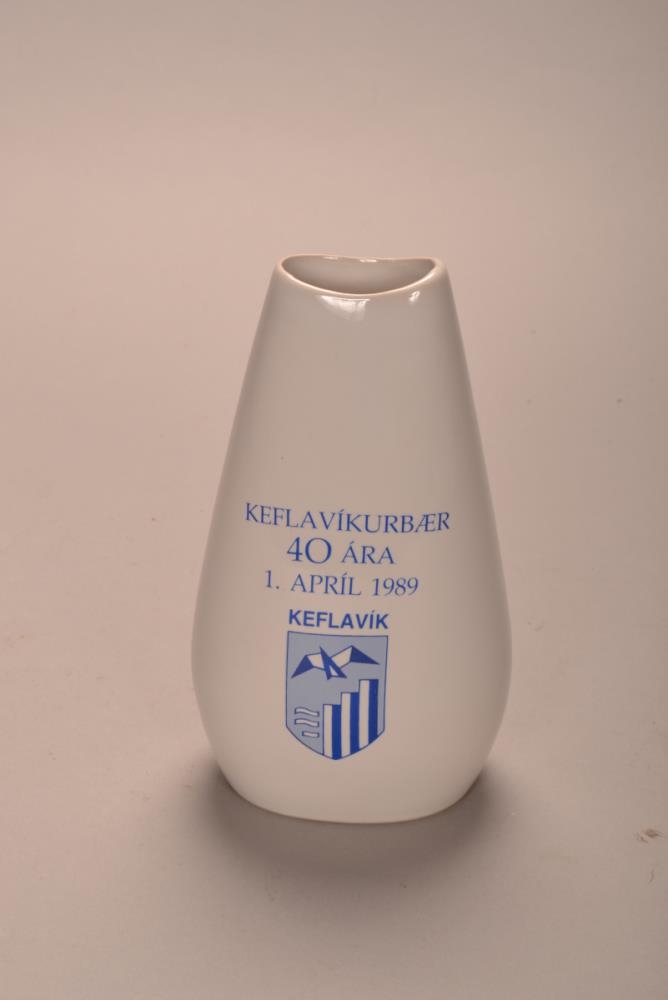 KEFLAVÍKURBÆR
40 ÁRA
1. APRÍL 1989
KEFLAVÍK